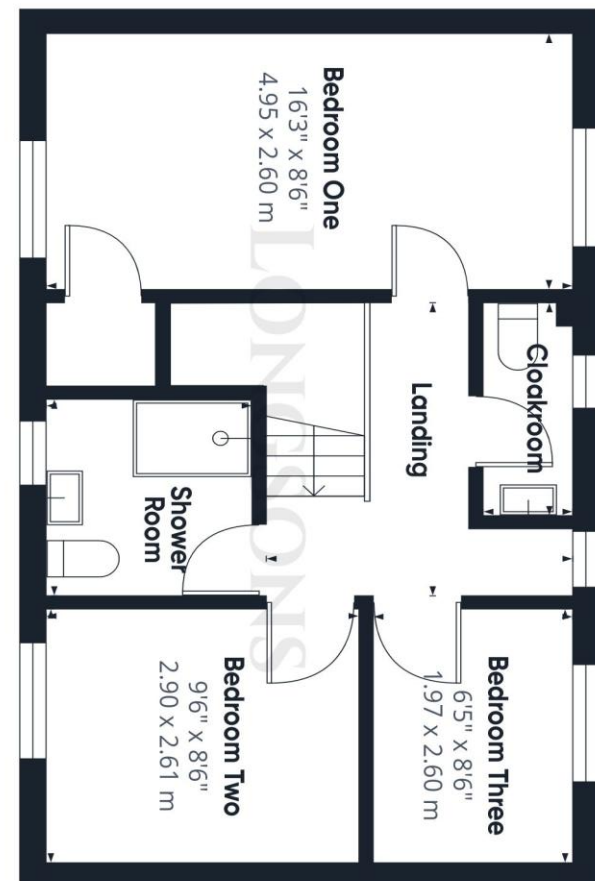 Bedroom One
16'3" x 8'6"
4.95 x 2.60 m
Cloakroom
Landing
Shower
Room
Bedroom Three
6'5" x 8'6"
1.97 x 2.60 m
Bedroom Two
9'6" x 8'6"
2.90 x 2.61 m
LONGSONS